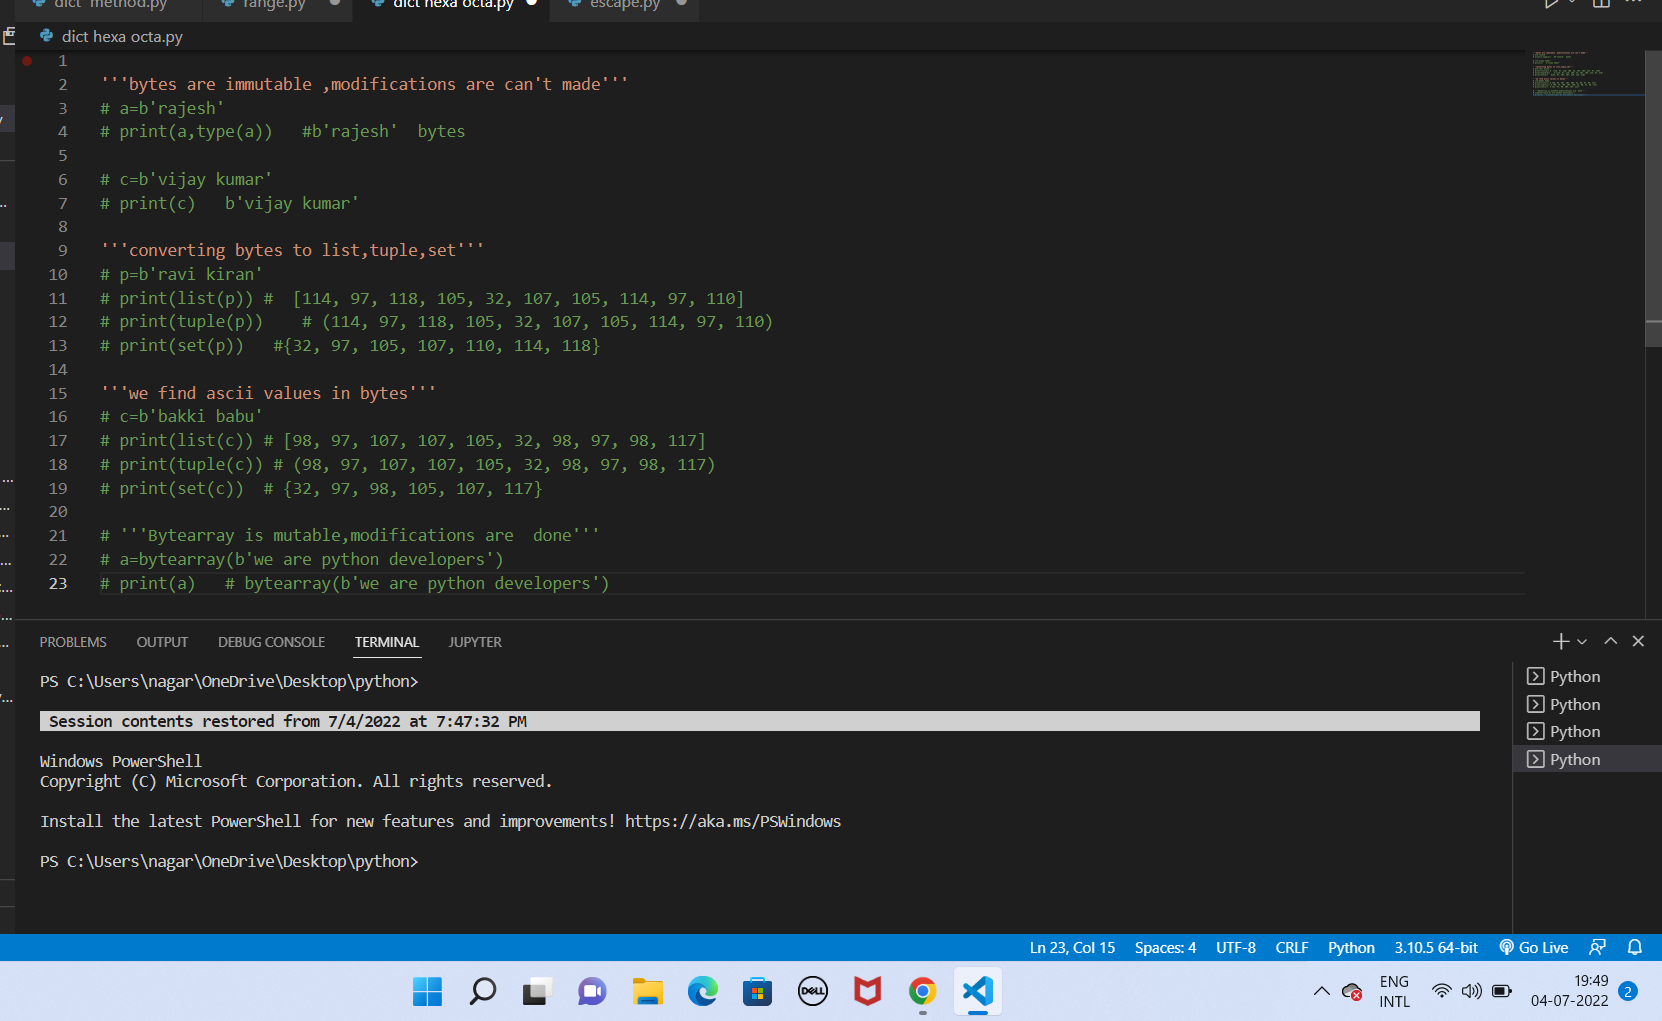 dict method.py range.py dict hexa octa.py escape.py
dict hexa octa.py
1
2 '''bytes are immutable ,modifications are can't made'''
3 # a=b'rajesh'
4 # print(a,type(a))   #b'rajesh'  bytes
5
6 # c=b'vijay kumar'
7 # print(c)   b'vijay kumar'
8
9 '''converting bytes to list,tuple,set'''
10 # p=b'ravi kiran'
11 # print(list(p)) #  [114, 97, 118, 105, 32, 107, 105, 114, 97, 110]
12 # print(tuple(p))    # (114, 97, 118, 105, 32, 107, 105, 114, 97, 110)
13 # print(set(p))   #{32, 97, 105, 107, 110, 114, 118}
14
15 '''we find ascii values in bytes'''
16 # c=b'bakki babu'
17 # print(list(c)) # [98, 97, 107, 107, 105, 32, 98, 97, 98, 117]
18 # print(tuple(c)) # (98, 97, 107, 107, 105, 32, 98, 97, 98, 117)
19 # print(set(c))  # {32, 97, 98, 105, 107, 117}
20
21 # '''Bytearray is mutable,modifications are  done'''
22 # a=bytearray(b'we are python developers')
23 # print(a)   # bytearray(b'we are python developers')
PROBLEMS OUTPUT DEBUG CONSOLE TERMINAL JUPYTER
PS C:\Users\nagar\OneDrive\Desktop\python>
Session contents restored from 7/4/2022 at 7:47:32 PM
Windows PowerShell
Copyright (C) Microsoft Corporation. All rights reserved.
Install the latest PowerShell for new features and improvements! https://aka.ms/PSWindows
PS C:\Users\nagar\OneDrive\Desktop\python>
Python
Python
Python
Python
Ln 23, Col 15 Spaces: 4 UTF-8 CRLF Python 3.10.5 64-bit Go Live
DELL
ENG
INTL
19:49
04-07-2022
2